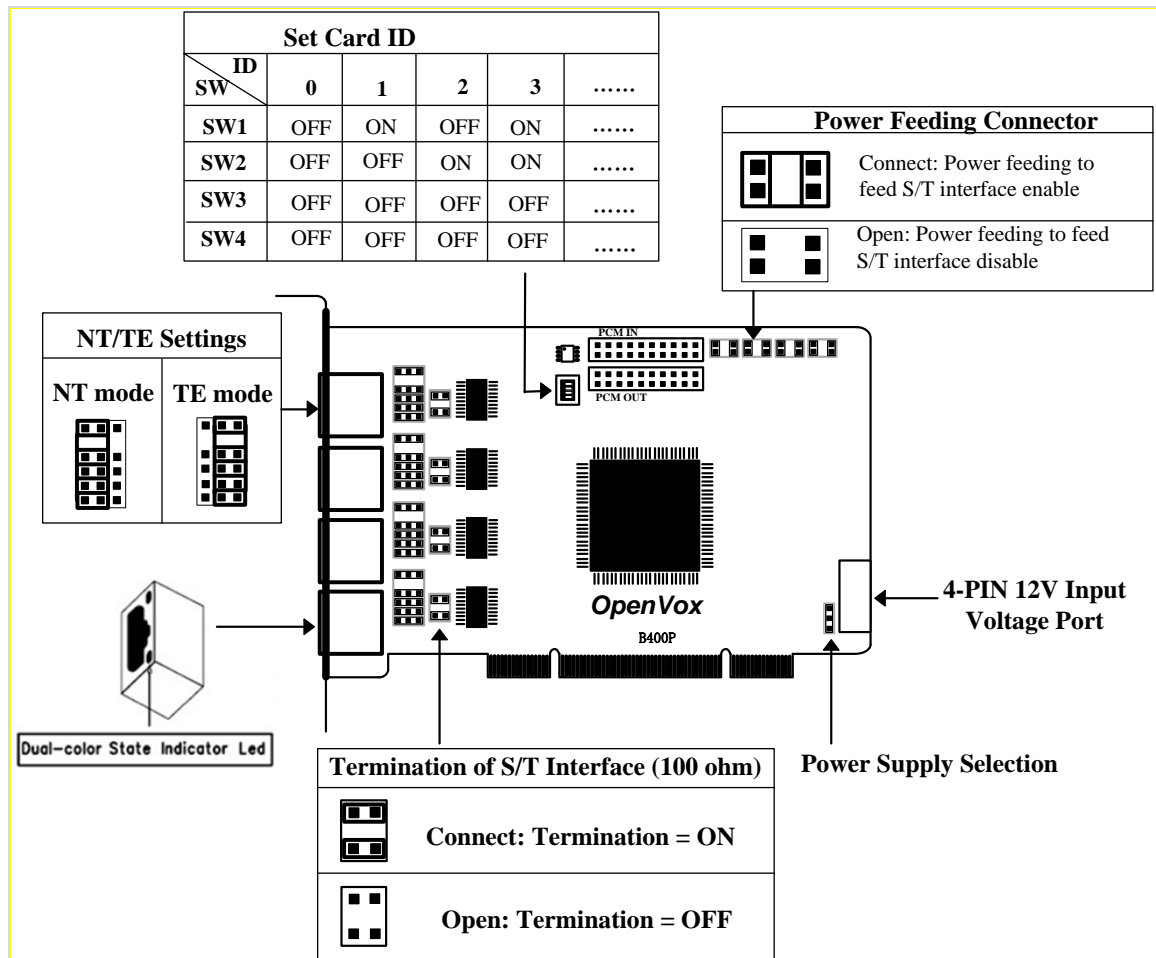 Set Card ID
ID
SW 0 1 2 3 ......
SW1 OFF ON OFF ON ......
SW2 OFF OFF ON ON ......
SW3 OFF OFF OFF OFF ......
SW4 OFF OFF OFF OFF ......
Power Feeding Connector
Connect: Power feeding to
feed S/T interface enable
Open: Power feeding to feed
S/T interface disable
NT/TE Settings
NT mode TE mode
PCM IN
PCM OUT
OpenVox
B400P
4-PIN 12V Input
Voltage Port
Dual-color State Indicator Led
Termination of S/T Interface (100 ohm)
Connect: Termination = ON
Open: Termination = OFF
Power Supply Selection